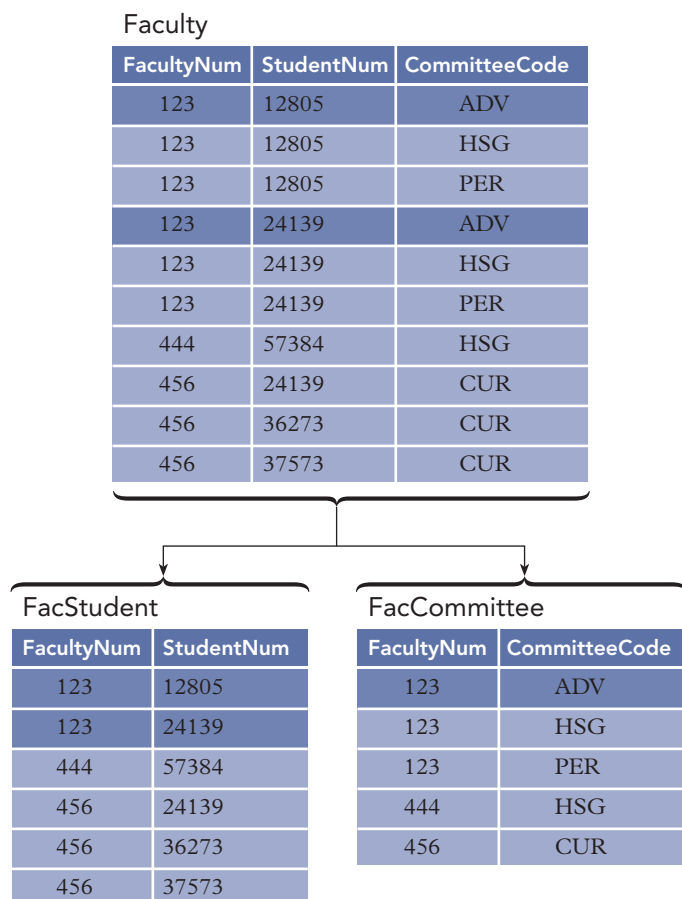 Faculty
FacultyNum StudentNum CommitteeCode
123 12805 ADV
123 12805 HSG
123 12805 PER
123 24139 ADV
123 24139 HSG
123 24139 PER
444 57384 HSG
456 24139 CUR
456 36273 CUR
456 37573 CUR
FacStudent
FacultyNum StudentNum
123 12805
123 24139
444 57384
456 24139
456 36273
456 37573
FacCommittee
FacultyNum CommitteeCode
123 ADV
123 HSG
123 PER
444 HSG
456 CUR